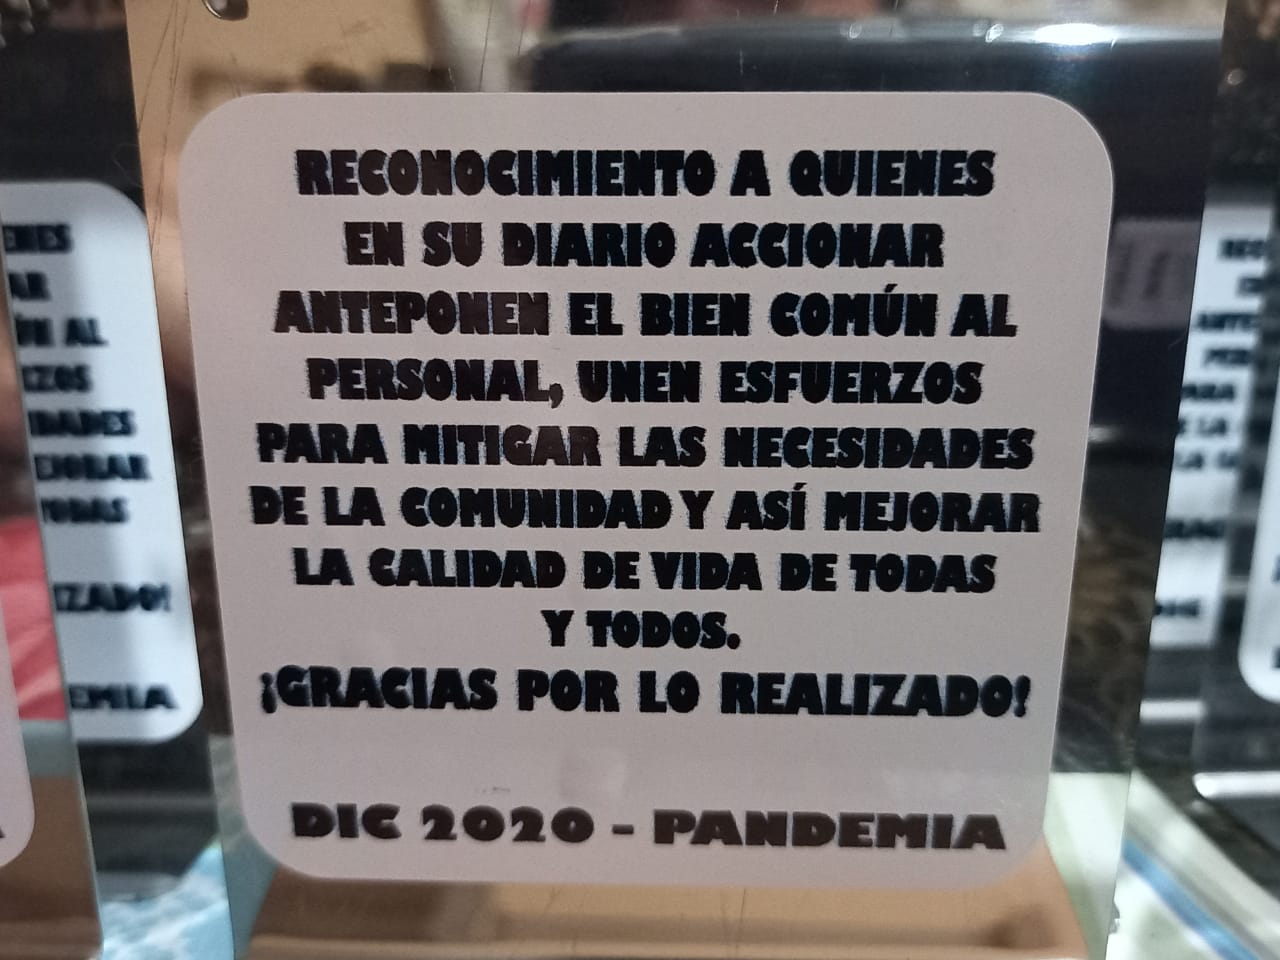 RECONOCIMIENTO A QUIENES
EN SU DIARIO ACCIONAR
ANTEPONEN EL BIEN COMÚN AL
PERSONAL, UNEN ESFUERZOS
PARA MITIGAR LAS NECESIDADES
DE LA COMUNIDAD Y ASÍ MEJORAR
LA CALIDAD DE VIDA DE TODAS
Y TODOS.
¡GRACIAS POR LO REALIZADO!
DIC 2020 - PANDEMIA